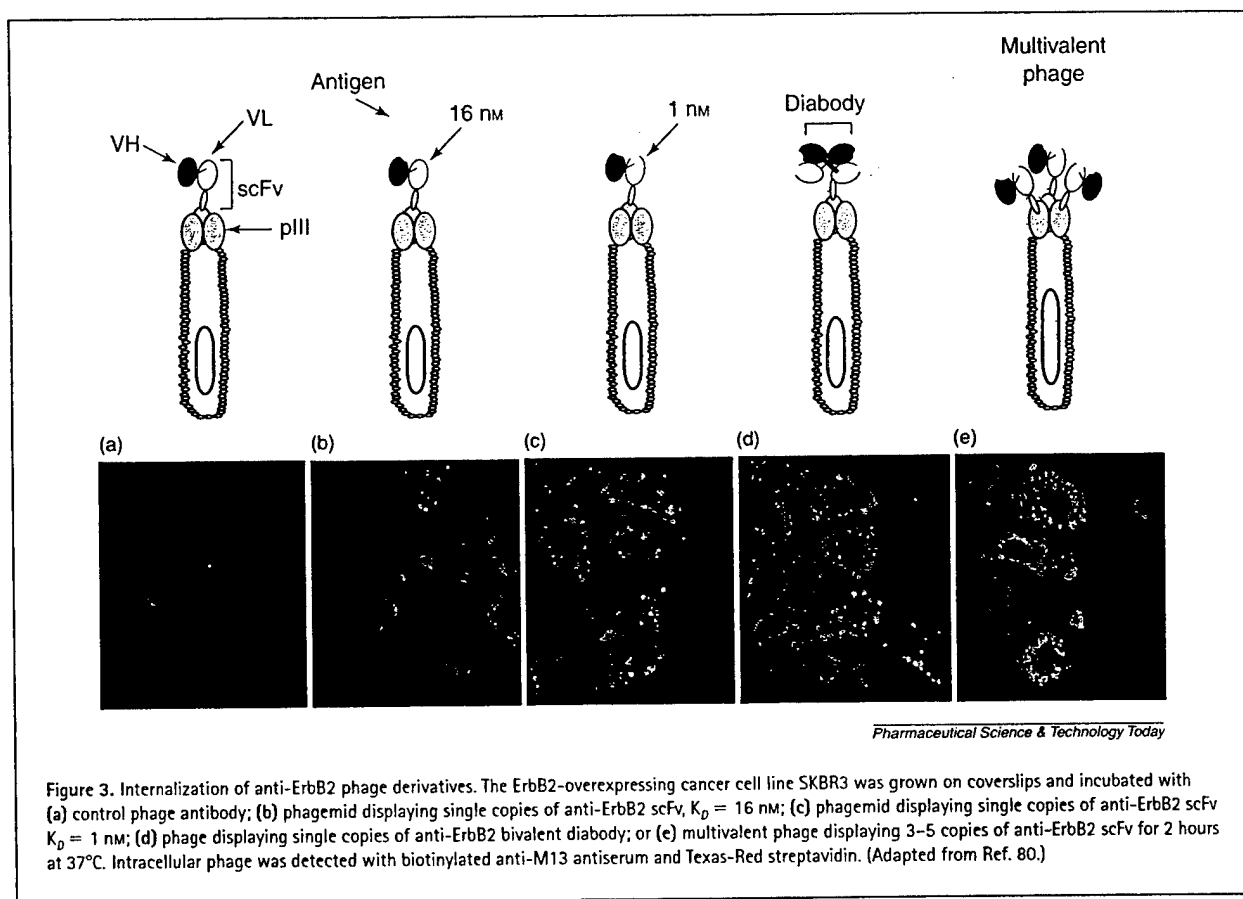 Multivalent
phage
Antigen
Diabody
VL
16 nM
1 nM
VH
scFv
pIII
(a)
(b)
(c)
(d)
(e)
Pharmaceutical Science & Technology Today
Figure 3. Internalization of anti-ErbB2 phage derivatives. The ErbB2-overexpressing cancer cell line SKBR3 was grown on coverslips and incubated with
(a) control phage antibody; (b) phagemid displaying single copies of anti-ErbB2 scFv, K_D = 16 nM; (c) phagemid displaying single copies of anti-ErbB2 scFv
K_D = 1 nM; (d) phage displaying single copies of anti-ErbB2 bivalent diabody; or (e) multivalent phage displaying 3–5 copies of anti-ErbB2 scFv for 2 hours
at 37°C. Intracellular phage was detected with biotinylated anti-M13 antiserum and Texas-Red streptavidin. (Adapted from Ref. 80.)